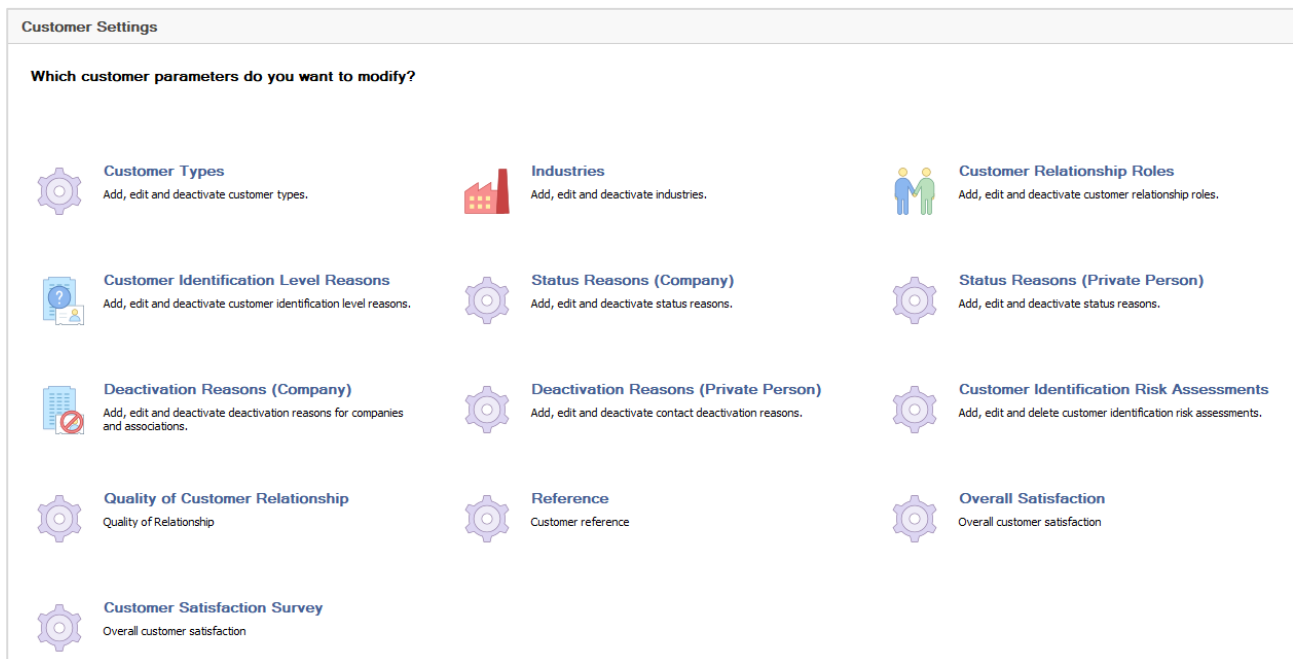 Customer Settings
Which customer parameters do you want to modify?
Customer Types
Add, edit and deactivate customer types.
Industries
Add, edit and deactivate industries.
Customer Relationship Roles
Add, edit and deactivate customer relationship roles.
Customer Identification Level Reasons
Add, edit and deactivate customer identification level reasons.
Status Reasons (Company)
Add, edit and deactivate status reasons.
Status Reasons (Private Person)
Add, edit and deactivate status reasons.
Deactivation Reasons (Company)
Add, edit and deactivate deactivation reasons for companies
and associations.
Deactivation Reasons (Private Person)
Add, edit and deactivate contact deactivation reasons.
Customer Identification Risk Assessments
Add, edit and delete customer identification risk assessments.
Quality of Customer Relationship
Quality of Relationship
Reference
Customer reference
Overall Satisfaction
Overall customer satisfaction
Customer Satisfaction Survey
Overall customer satisfaction